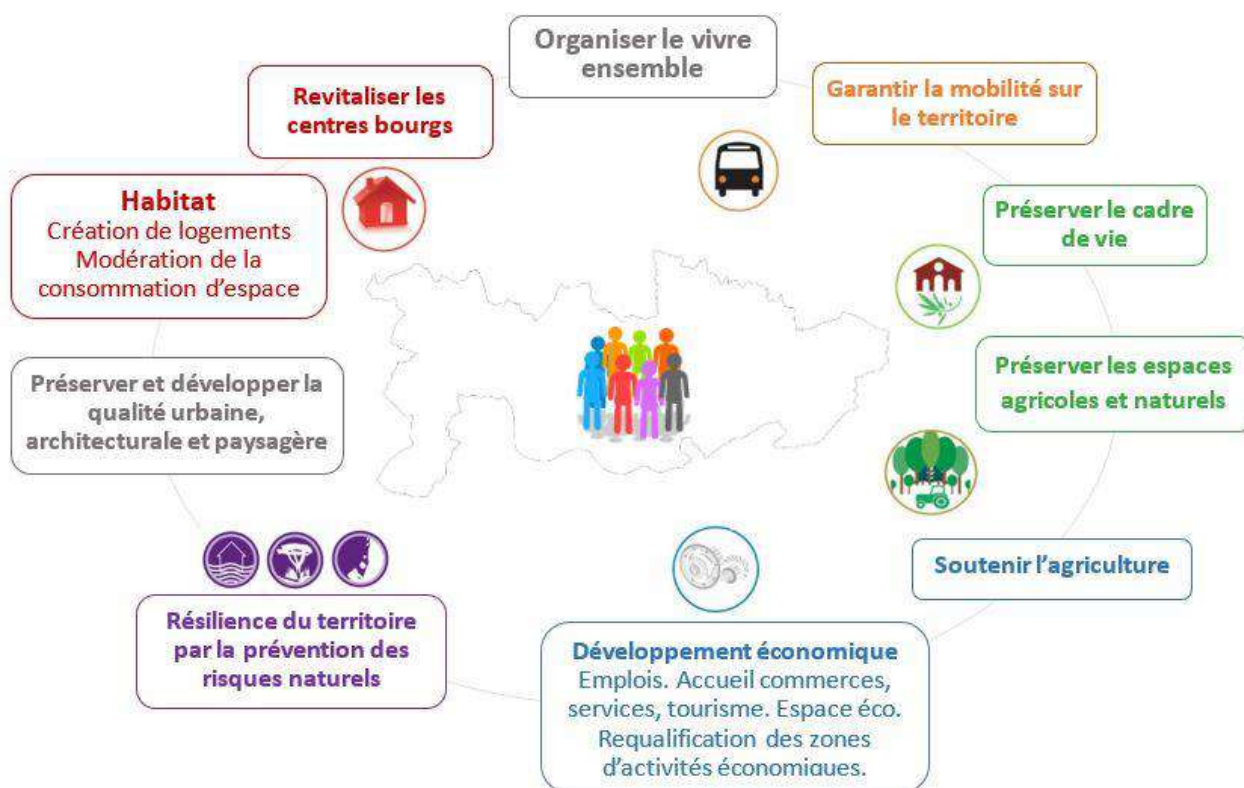 Organiser le vivre
ensemble
Revitaliser les
centres bourgs
Garantir la mobilité sur
le territoire
Habitat
Création de logements
Modération de la
consommation d'espace
Préserver le cadre
de vie
Préserver et développer la
qualité urbaine,
architecturale et paysagère
Préserver les espaces
agricoles et naturels
Soutenir l'agriculture
Résilience du territoire
par la prévention des
risques naturels
Développement économique
Emplois. Accueil commerces,
services, tourisme. Espace éco.
Requalification des zones
d'activités économiques.